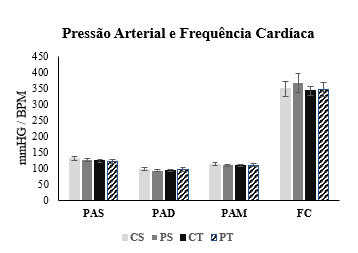 Pressão Arterial e Frequência Cardíaca
mmHG / BPM
450
400
350
300
250
200
150
100
50
0
PAS PAD PAM FC
CS PS CT PT